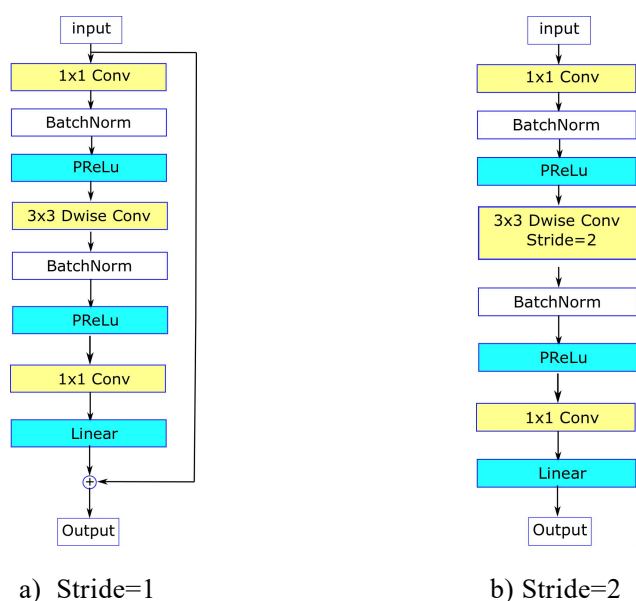 input
1x1 Conv
BatchNorm
PReLu
3x3 Dwise Conv
BatchNorm
PReLu
1x1 Conv
Linear
+
Output
a) Stride=1
input
1x1 Conv
BatchNorm
PReLu
3x3 Dwise Conv
Stride=2
BatchNorm
PReLu
1x1 Conv
Linear
Output
b) Stride=2